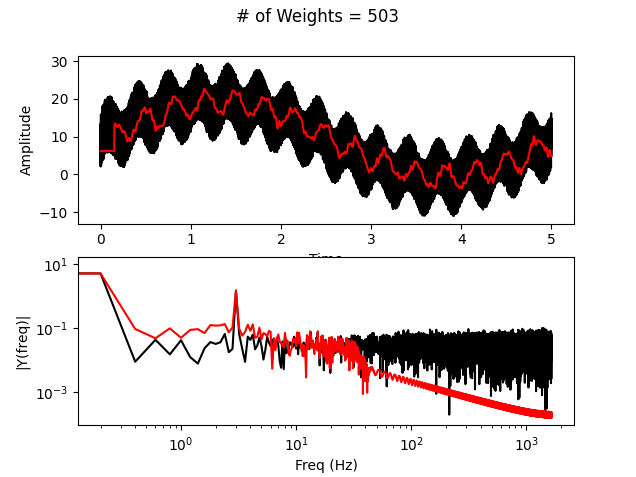 # of Weights = 503
30
20
10
0
−10
Amplitude
0 1 2 3 4 5
Time
10¹
10⁻¹
10⁻³
|Y(freq)|
10⁰ 10¹ 10² 10³
Freq (Hz)